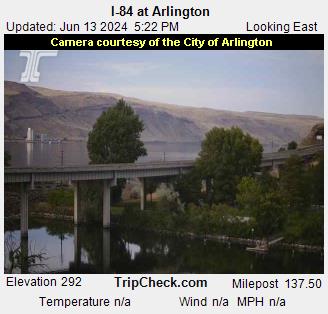 I-84 at Arlington
Updated: Jun 13 2024 5:22 PM Looking East
Camera courtesy of the City of Arlington
Elevation 292 TripCheck.com Milepost 137.50
Temperature n/a Wind n/a MPH n/a